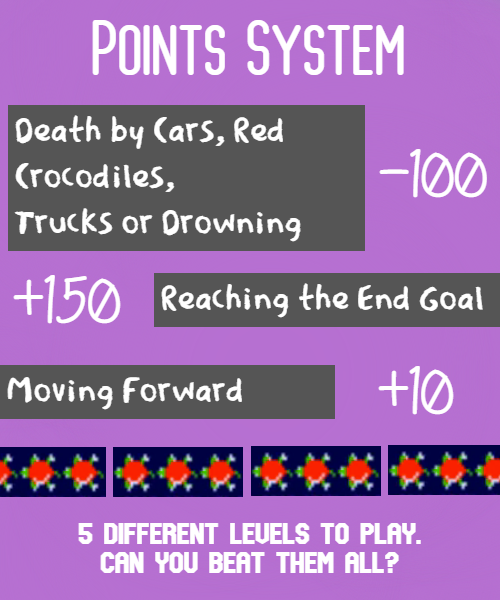 Points System
Death by Cars, Red
Crocodiles,
Trucks or Drowning
-100
+150
Reaching the End Goal
Moving Forward
+10
5 DIFFERENT LEVELS TO PLAY.
CAN YOU BEAT THEM ALL?